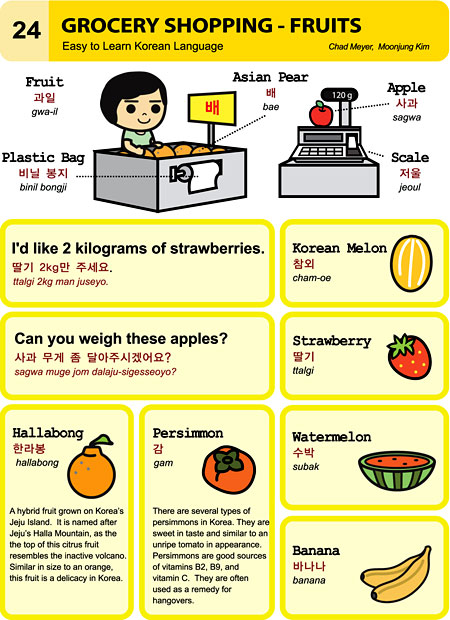 24
GROCERY SHOPPING - FRUITS
Easy to Learn Korean Language
Chad Meyer, Moonjung Kim
Fruit
과일
gwa-il
Asian Pear
배
bae
배
120 g
Apple
사과
sagwa
Plastic Bag
비닐 봉지
binil bongji
Scale
저울
jeoul
I'd like 2 kilograms of strawberries.
딸기 2kg만 주세요.
ttalgi 2kg man juseyo.
Korean Melon
참외
cham-oe
Can you weigh these apples?
사과 무게 좀 달아주시겠어요?
sagwa muge jom dalaju-sigesseoyo?
Strawberry
딸기
ttalgi
Hallabong
한라봉
hallabong
A hybrid fruit grown on Korea's
Jeju Island. It is named after
Jeju's Halla Mountain, as the
the top of this citrus fruit
resembles the inactive volcano.
Similar in size to an orange,
this fruit is a delicacy in Korea.
Persimmon
감
gam
There are several types of
persimmons in Korea. They are
sweet in taste and similar to an
unripe tomato in appearance.
Persimmons are good sources
of vitamins B2, B9, and
vitamin C. They are often
used as a remedy for
hangovers.
Watermelon
수박
subak
Banana
바나나
banana